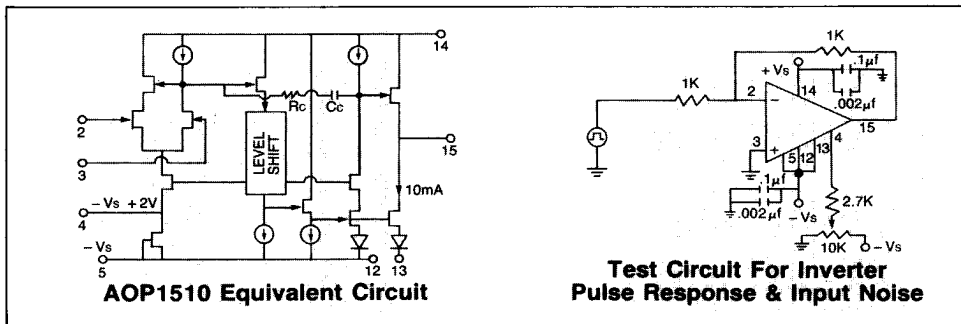 14
2
3
RC
CC
LEVEL
SHIFT
15
10mA
– VS + 2V
4
– VS
5
12
13
AOP1510 Equivalent Circuit
1K
.1µf
+ VS
1K
14
.002µf
2
–
15
3
+
5
12
13
4
.1µf
.002µf
– VS
2.7K
10K
– VS
Test Circuit For Inverter
Pulse Response & Input Noise